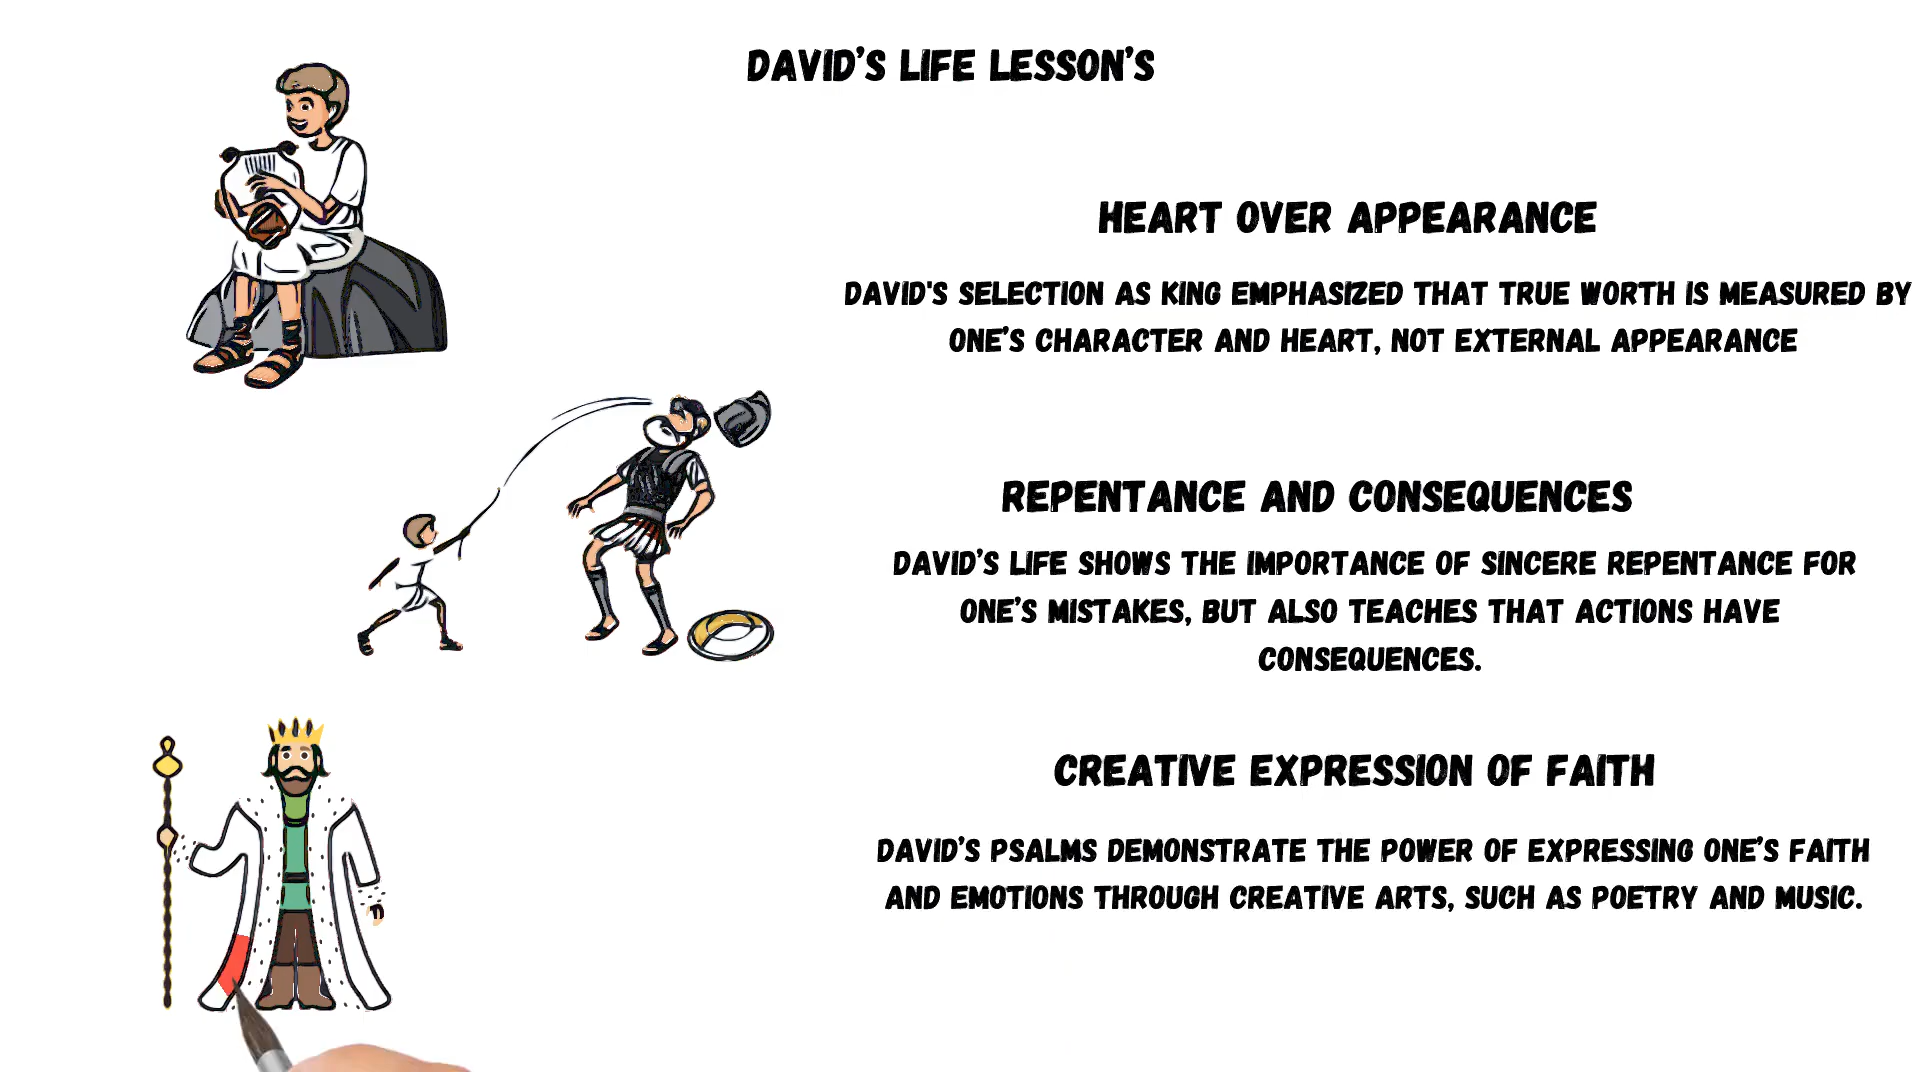 DAVID’S LIFE LESSON’S
HEART OVER APPEARANCE
DAVID'S SELECTION AS KING EMPHASIZED THAT TRUE WORTH IS MEASURED BY
ONE’S CHARACTER AND HEART, NOT EXTERNAL APPEARANCE
REPENTANCE AND CONSEQUENCES
DAVID’S LIFE SHOWS THE IMPORTANCE OF SINCERE REPENTANCE FOR
ONE’S MISTAKES, BUT ALSO TEACHES THAT ACTIONS HAVE
CONSEQUENCES.
CREATIVE EXPRESSION OF FAITH
DAVID’S PSALMS DEMONSTRATE THE POWER OF EXPRESSING ONE’S FAITH
AND EMOTIONS THROUGH CREATIVE ARTS, SUCH AS POETRY AND MUSIC.